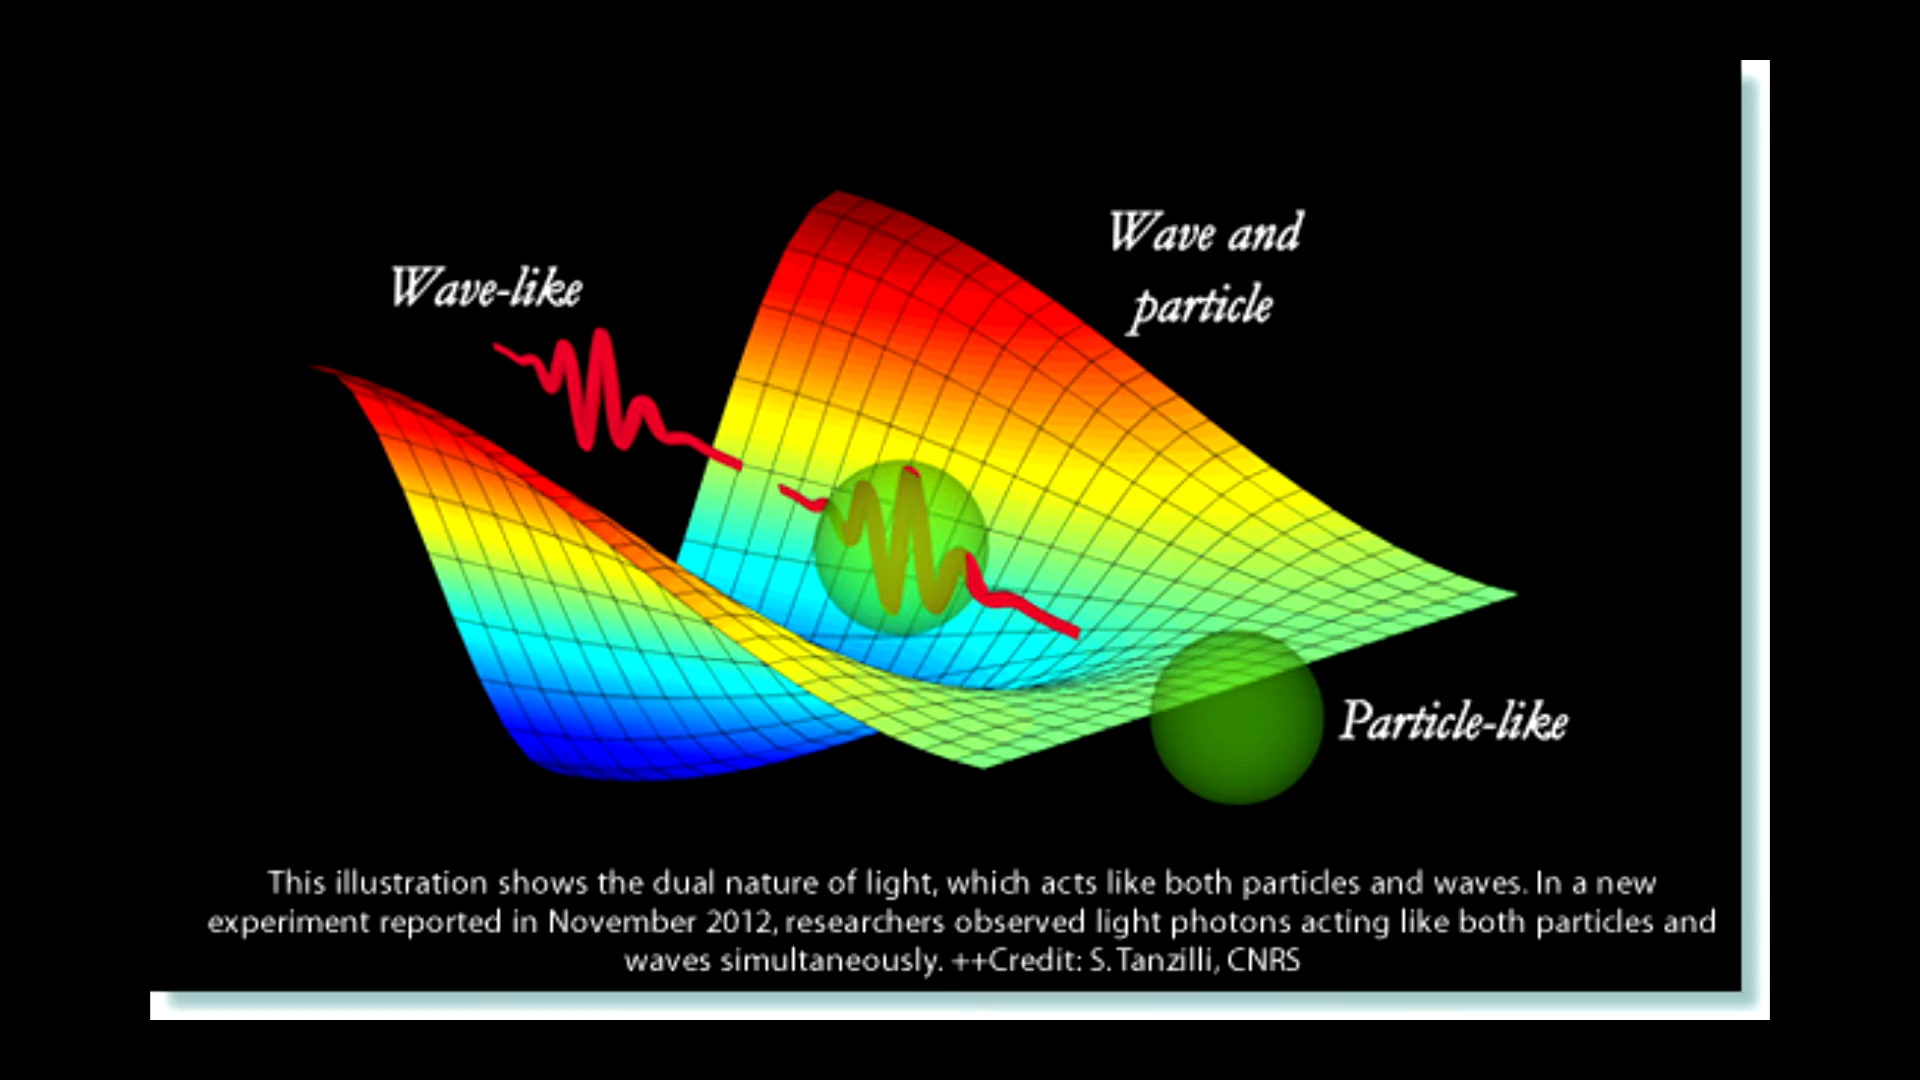 Wave and
particle
Wave-like
Particle-like
This illustration shows the dual nature of light, which acts like both particles and waves. In a new
experiment reported in November 2012, researchers observed light photons acting like both particles and
waves simultaneously. ++Credit: S. Tanzilli, CNRS